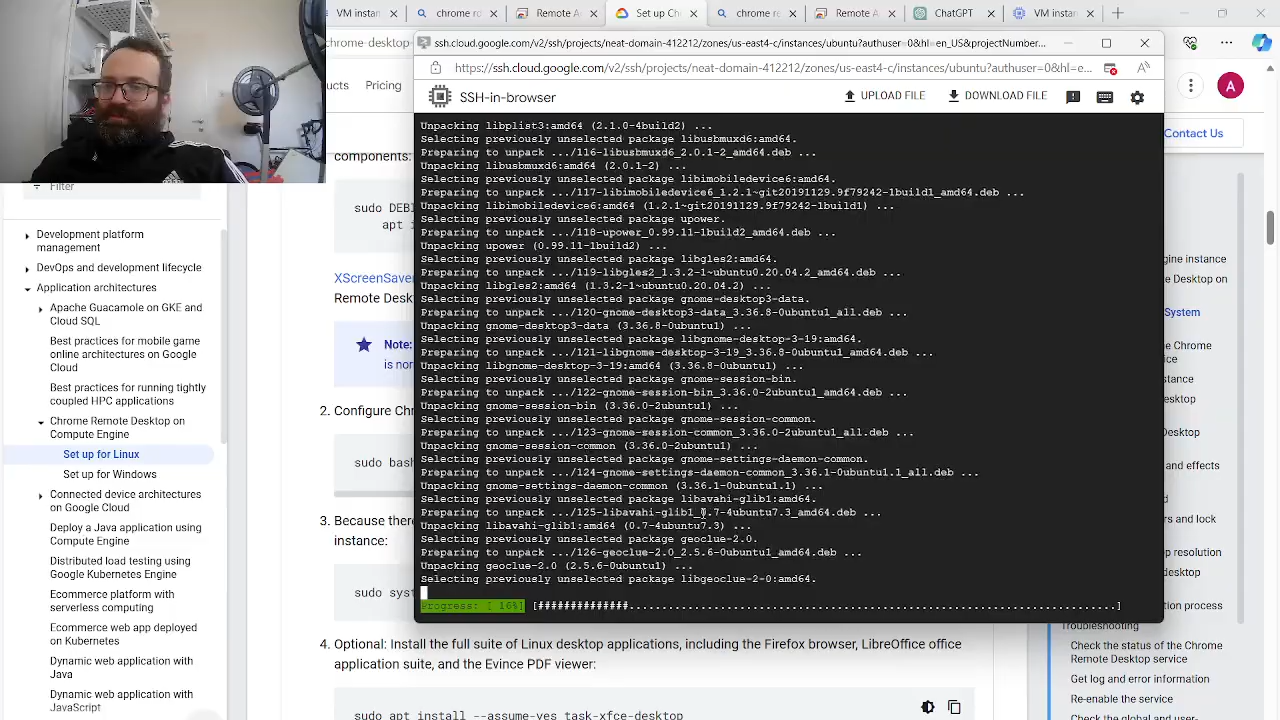 VM instan
chrome ro
Remote A
Set up Ch
chrome re
Remote A
ChatGPT
VM instan
chrome-desktop-
ssh.cloud.google.com/v2/ssh/projects/neat-domain-412212/zones/us-east4-c/instances/ubuntu?authuser=0&hl=en_US&projectNumber...
https://ssh.cloud.google.com/v2/ssh/projects/neat-domain-412212/zones/us-east4-c/instances/ubuntu?authuser=0&hl=e...
ucts Pricing
SSH-in-browser
UPLOAD FILE
DOWNLOAD FILE
A
Contact Us
Filter
Development platform
management
DevOps and development lifecycle
Application architectures
Apache Guacamole on GKE and
Cloud SQL
Best practices for mobile game
online architectures on Google
Cloud
Best practices for running tightly
coupled HPC applications
Chrome Remote Desktop on
Compute Engine
Set up for Linux
Set up for Windows
Connected device architectures
on Google Cloud
Deploy a Java application using
Compute Engine
Distributed load testing using
Google Kubernetes Engine
Ecommerce platform with
serverless computing
Ecommerce web app deployed
on Kubernetes
Dynamic web application with
Java
Dynamic web application with
JavaScript
components:
sudo DEBI
apt i
XScreenSaver
Remote Desk
Note:
is nor
2. Configure Chr
sudo bash
3. Because there
instance:
sudo syst
4. Optional: Install the full suite of Linux desktop applications, including the Firefox browser, LibreOffice office
application suite, and the Evince PDF viewer:
sudo apt install --assume-yes task-xfce-desktop
Unpacking libplist3:amd64 (2.1.0-4build2) ...
Selecting previously unselected package libusbmuxd6:amd64.
Preparing to unpack .../116-libusbmuxd6_2.0.1-2_amd64.deb ...
Unpacking libusbmuxd6:amd64 (2.0.1-2) ...
Selecting previously unselected package libimobiledevice6:amd64.
Preparing to unpack .../117-libimobiledevice6_1.2.1~git20191129.9f79242-1build1_amd64.deb ...
Unpacking libimobiledevice6:amd64 (1.2.1~git20191129.9f79242-1build1) ...
Selecting previously unselected package upower.
Preparing to unpack .../118-upower_0.99.11-1build2_amd64.deb ...
Unpacking upower (0.99.11-1build2) ...
Selecting previously unselected package libgles2:amd64.
Preparing to unpack .../119-libgles2_1.3.2-1~ubuntu0.20.04.2_amd64.deb ...
Unpacking libgles2:amd64 (1.3.2-1~ubuntu0.20.04.2) ...
Selecting previously unselected package gnome-desktop3-data.
Preparing to unpack .../120-gnome-desktop3-data_3.36.8-0ubuntu1_all.deb ...
Unpacking gnome-desktop3-data (3.36.8-0ubuntu1) ...
Selecting previously unselected package libgnome-desktop-3-19:amd64.
Preparing to unpack .../121-libgnome-desktop-3-19_3.36.8-0ubuntu1_amd64.deb ...
Unpacking libgnome-desktop-3-19:amd64 (3.36.8-0ubuntu1) ...
Selecting previously unselected package gnome-session-bin.
Preparing to unpack .../122-gnome-session-bin_3.36.0-2ubuntu1_amd64.deb ...
Unpacking gnome-session-bin (3.36.0-2ubuntu1) ...
Selecting previously unselected package gnome-session-common.
Preparing to unpack .../123-gnome-session-common_3.36.0-2ubuntu1_all.deb ...
Unpacking gnome-session-common (3.36.0-2ubuntu1) ...
Selecting previously unselected package gnome-settings-daemon-common.
Preparing to unpack .../124-gnome-settings-daemon-common_3.36.1-0ubuntu1.1_all.deb ...
Unpacking gnome-settings-daemon-common (3.36.1-0ubuntu1.1) ...
Selecting previously unselected package libavahi-glib1:amd64.
Preparing to unpack .../125-libavahi-glib1_0.7-4ubuntu7.3_amd64.deb ...
Unpacking libavahi-glib1:amd64 (0.7-4ubuntu7.3) ...
Selecting previously unselected package geoclue-2.0.
Preparing to unpack .../126-geoclue-2.0_2.5.6-0ubuntu1_amd64.deb ...
Unpacking geoclue-2.0 (2.5.6-0ubuntu1) ...
Selecting previously unselected package libgeoclue-2-0:amd64.
Progress: [ 16%] [##############...........................................................................]
ngine instance
Desktop on
System
e Chrome
stance
esktop
and effects
rs and lock
p resolution
tion process
Troubleshooting
Check the status of the Chrome
Remote Desktop service
Get log and error information
Re-enable the service
Check the global and user-